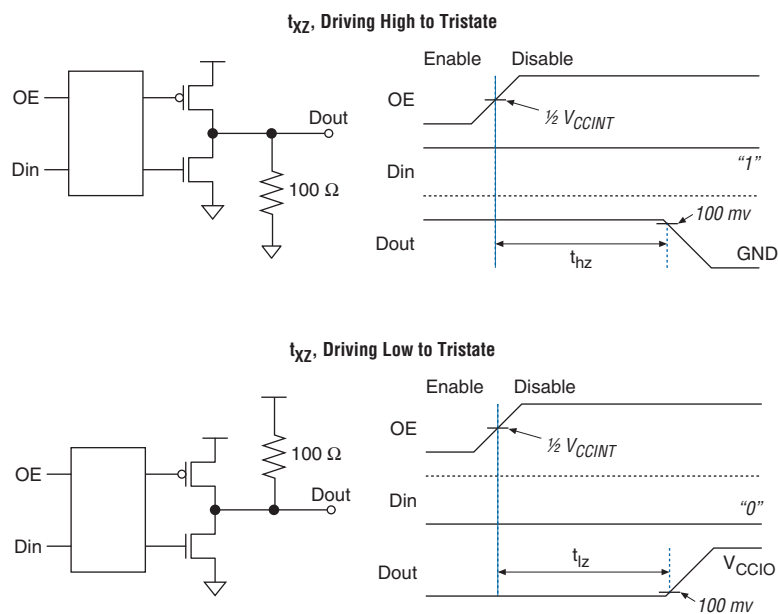 tXZ, Driving High to Tristate
Enable Disable
OE
½ VCCINT
Dout
OE
Din
"1"
Din
100 Ω
100 mv
Dout
GND
thz
tXZ, Driving Low to Tristate
Enable Disable
OE
½ VCCINT
100 Ω
OE
Dout
Din
"0"
Din
tlz
VCCIO
Dout
100 mv